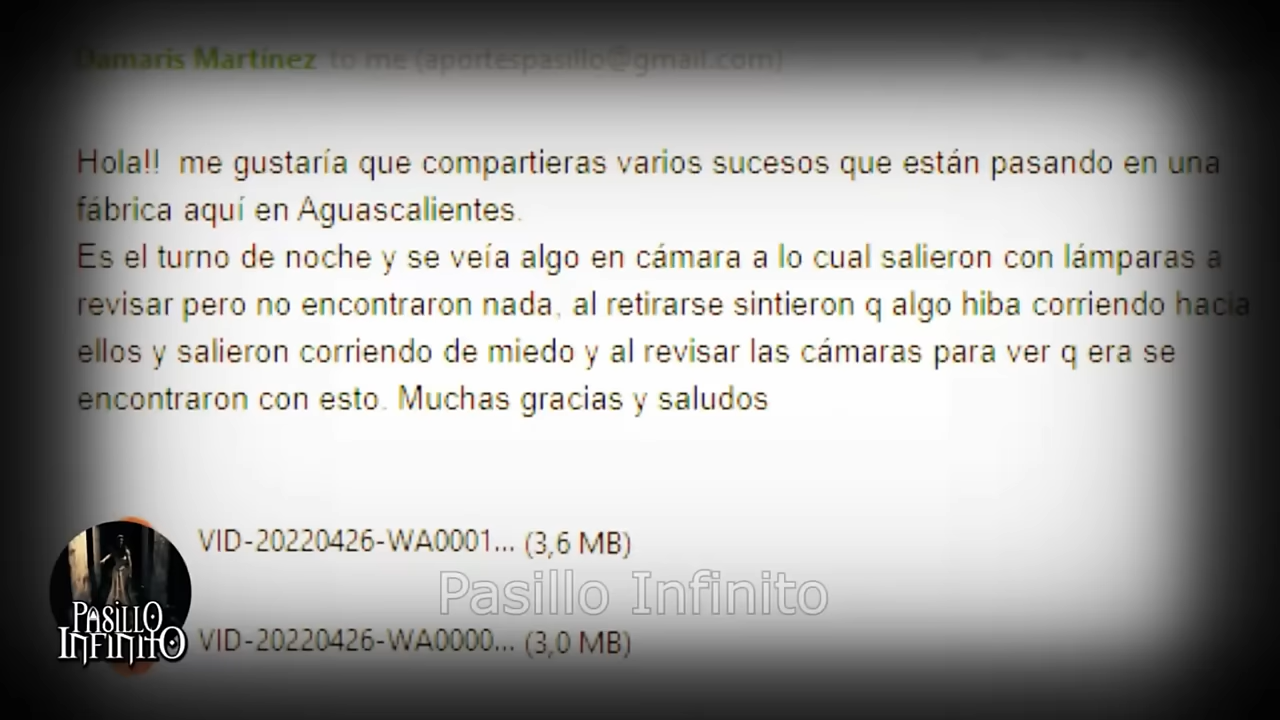 Damaris Martínez to me (aportespasillo@gmail.com)
Hola!! me gustaría que compartieras varios sucesos que están pasando en una
fábrica aquí en Aguascalientes.
Es el turno de noche y se veía algo en cámara a lo cual salieron con lámparas a
revisar pero no encontraron nada, al retirarse sintieron q algo hiba corriendo hacia
ellos y salieron corriendo de miedo y al revisar las cámaras para ver q era se
encontraron con esto. Muchas gracias y saludos
VID-20220426-WA0001... (3,6 MB)
Pasillo Infinito
PASILLO
INFINITO
VID-20220426-WA0000... (3,0 MB)